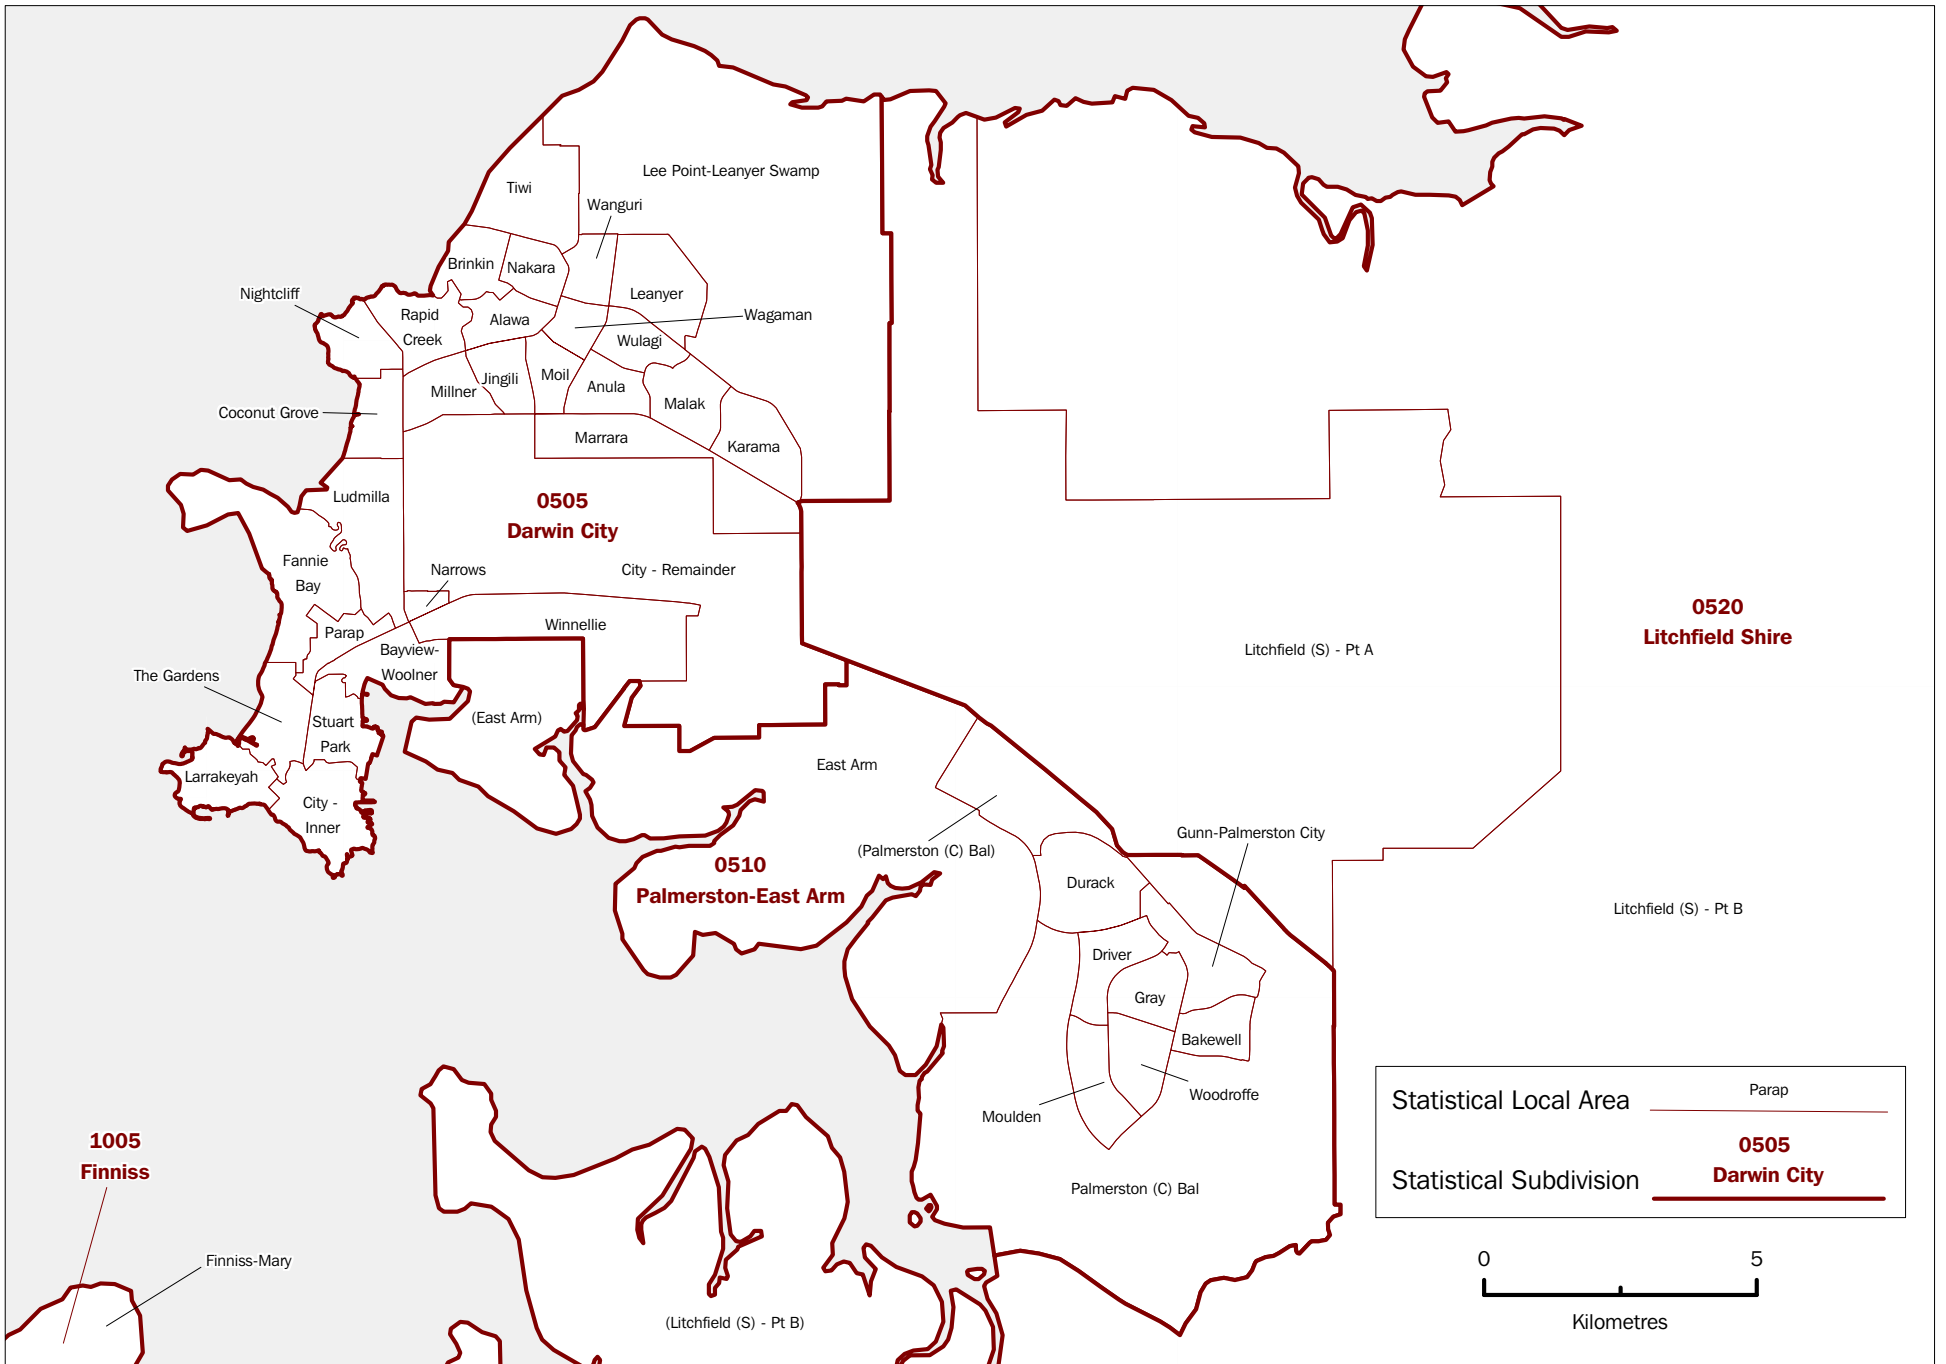 Lee Point-Leanyer Swamp
Tiwi
Wanguri
Brinkin
Nakara
Nightcliff
Leanyer
Rapid
Creek
Alawa
Wagaman
Wulagi
Jingili
Moil
Millner
Anula
Coconut Grove
Malak
Marrara
Karama
Ludmilla
0505
Darwin City
Fannie
Bay
Narrows
City - Remainder
0520
Litchfield Shire
Parap
Winnellie
Bayview-
Woolner
Litchfield (S) - Pt A
The Gardens
(East Arm)
Stuart
Park
East Arm
Larrakeyah
City -
Inner
Gunn-Palmerston City
(Palmerston (C) Bal)
0510
Palmerston-East Arm
Durack
Litchfield (S) - Pt B
Driver
Gray
Bakewell
Woodroffe
Moulden
Palmerston (C) Bal
1005
Finniss
Finniss-Mary
(Litchfield (S) - Pt B)
Statistical Local Area
Parap
Statistical Subdivision
0505
Darwin City
0 5
Kilometres